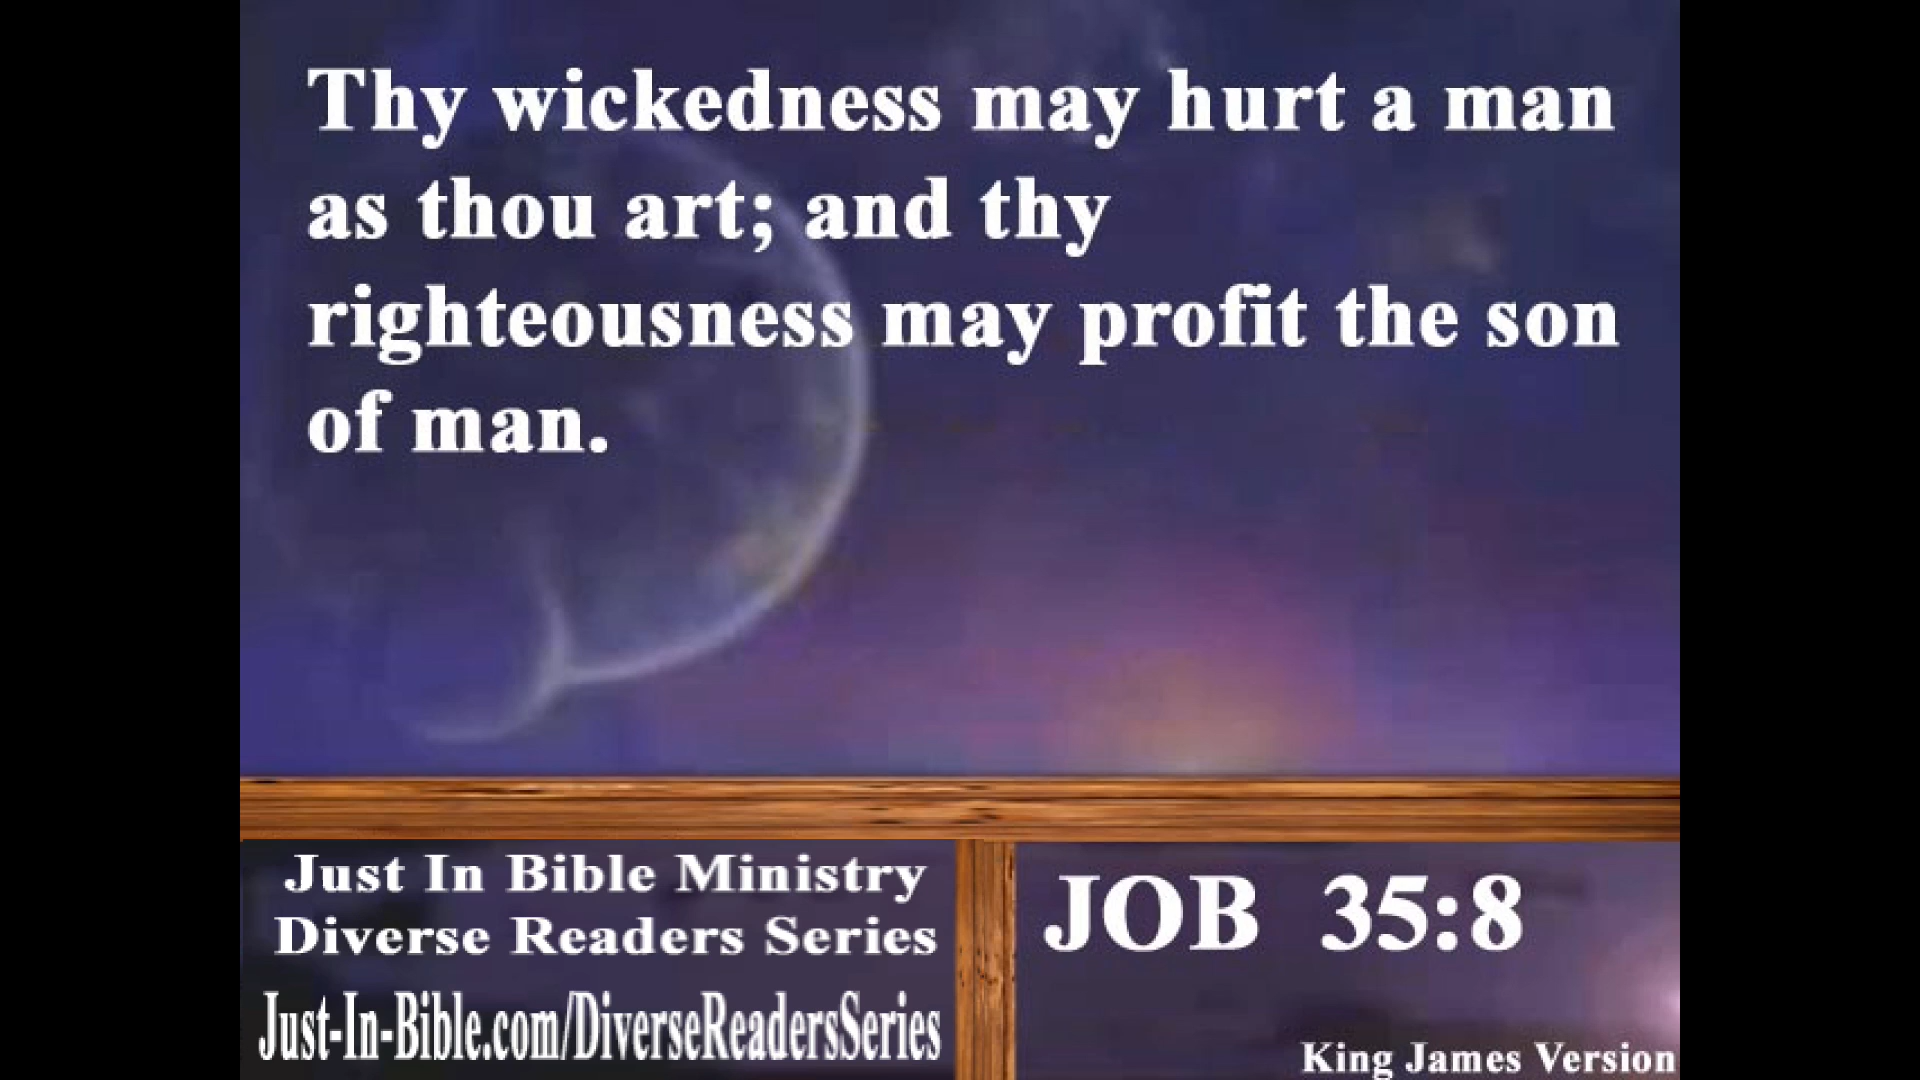 Thy wickedness may hurt a man
as thou art; and thy
righteousness may profit the son
of man.
Just In Bible Ministry
Diverse Readers Series
Just-In-Bible.com/DiverseReadersSeries
JOB 35:8
King James Version